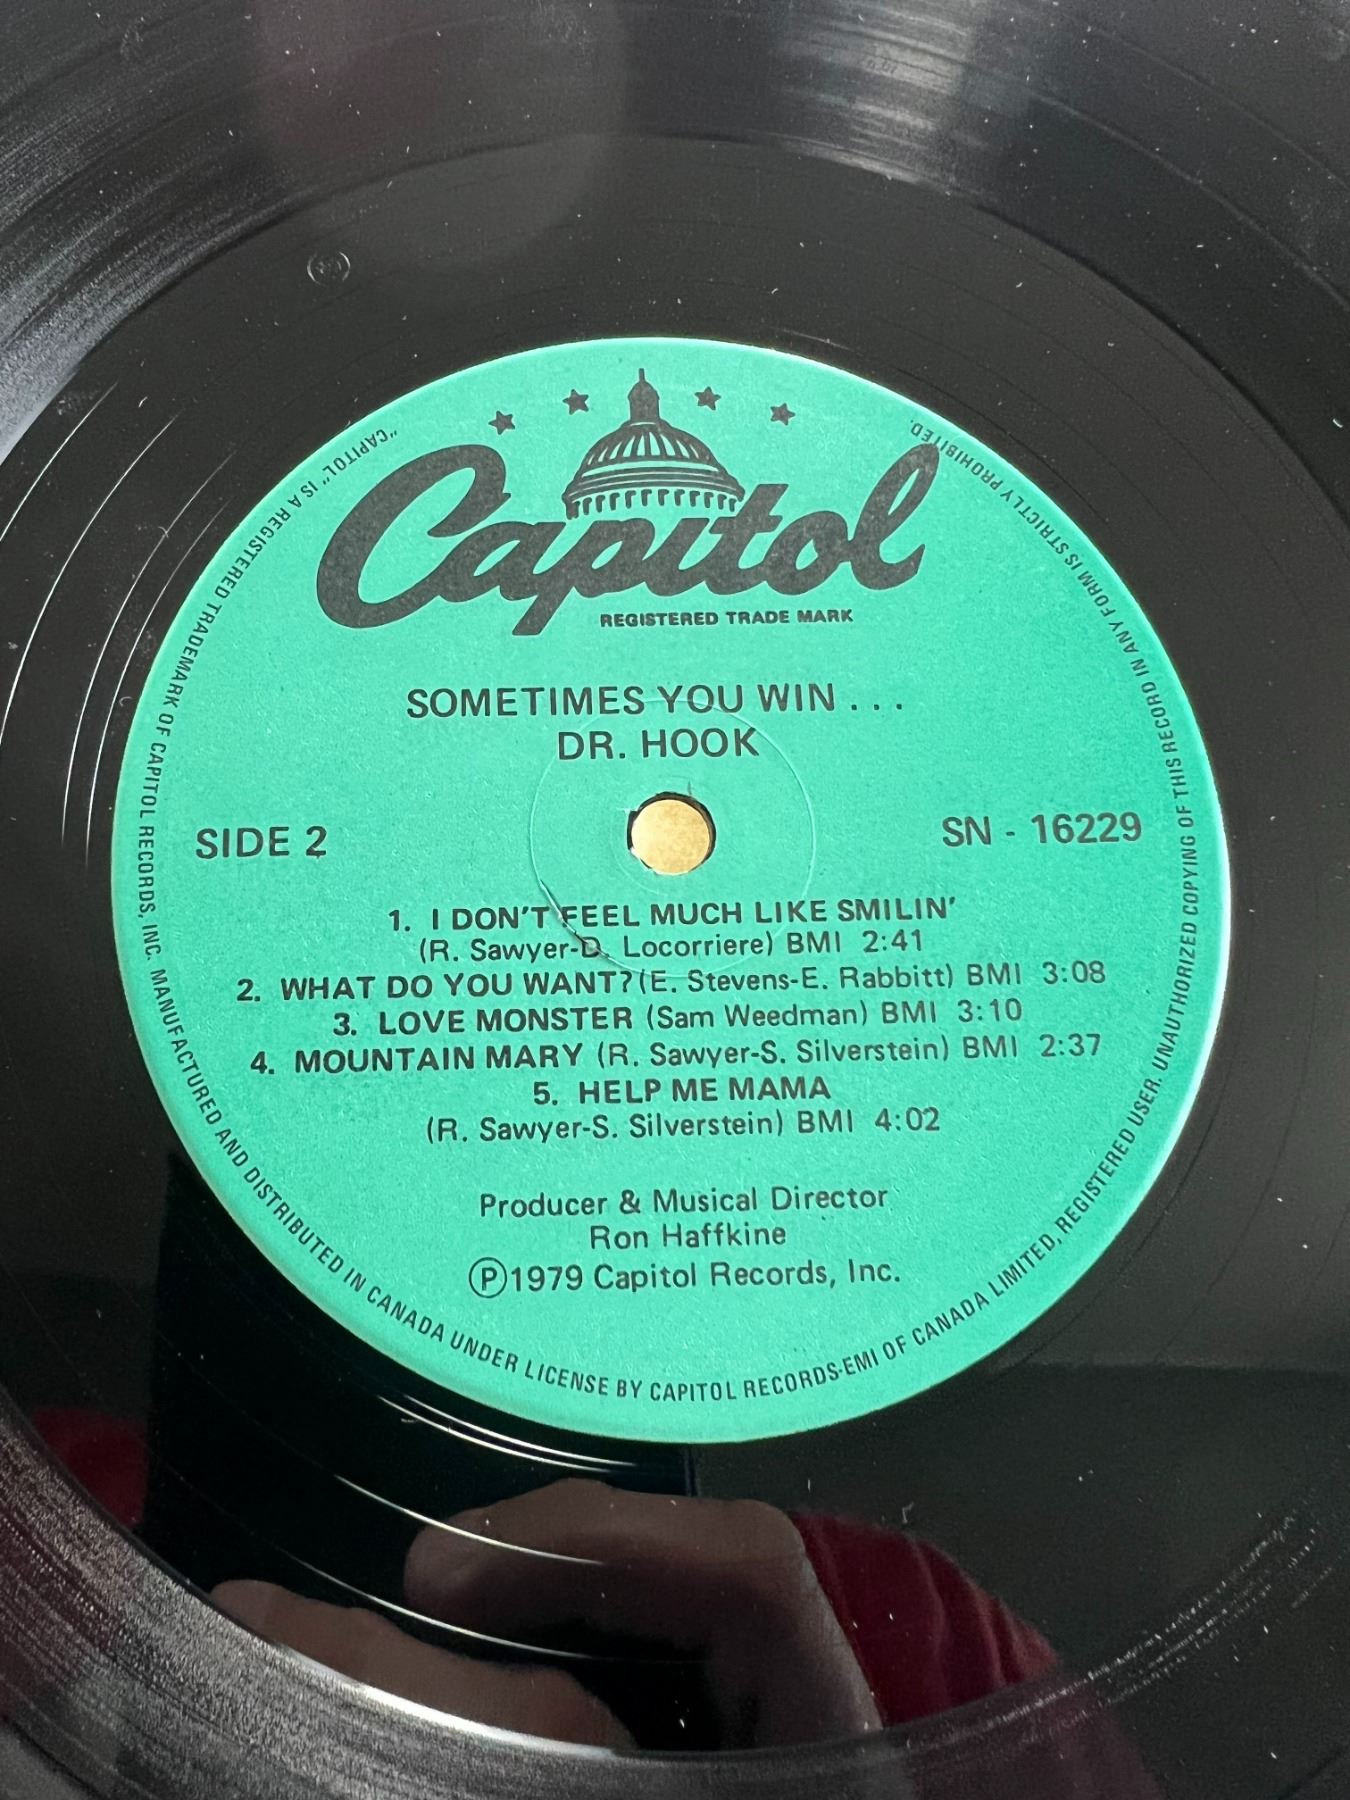 Capitol
REGISTERED TRADE MARK
SOMETIMES YOU WIN . . .
DR. HOOK
SIDE 2
SN - 16229
1. I DON'T FEEL MUCH LIKE SMILIN'
(R. Sawyer-D. Locorriere) BMI 2:41
2. WHAT DO YOU WANT? (E. Stevens-E. Rabbitt) BMI 3:08
3. LOVE MONSTER (Sam Weedman) BMI 3:10
4. MOUNTAIN MARY (R. Sawyer-S. Silverstein) BMI 2:37
5. HELP ME MAMA
(R. Sawyer-S. Silverstein) BMI 4:02
Producer & Musical Director
Ron Haffkine
Ⓟ1979 Capitol Records, Inc.
"CAPITOL" IS A REGISTERED TRADEMARK OF CAPITOL RECORDS, INC. MANUFACTURED AND DISTRIBUTED IN CANADA UNDER LICENSE BY CAPITOL RECORDS-EMI OF CANADA LIMITED, REGISTERED USER. UNAUTHORIZED COPYING OF THIS RECORD IN ANY FORM IS STRICTLY PROHIBITED.